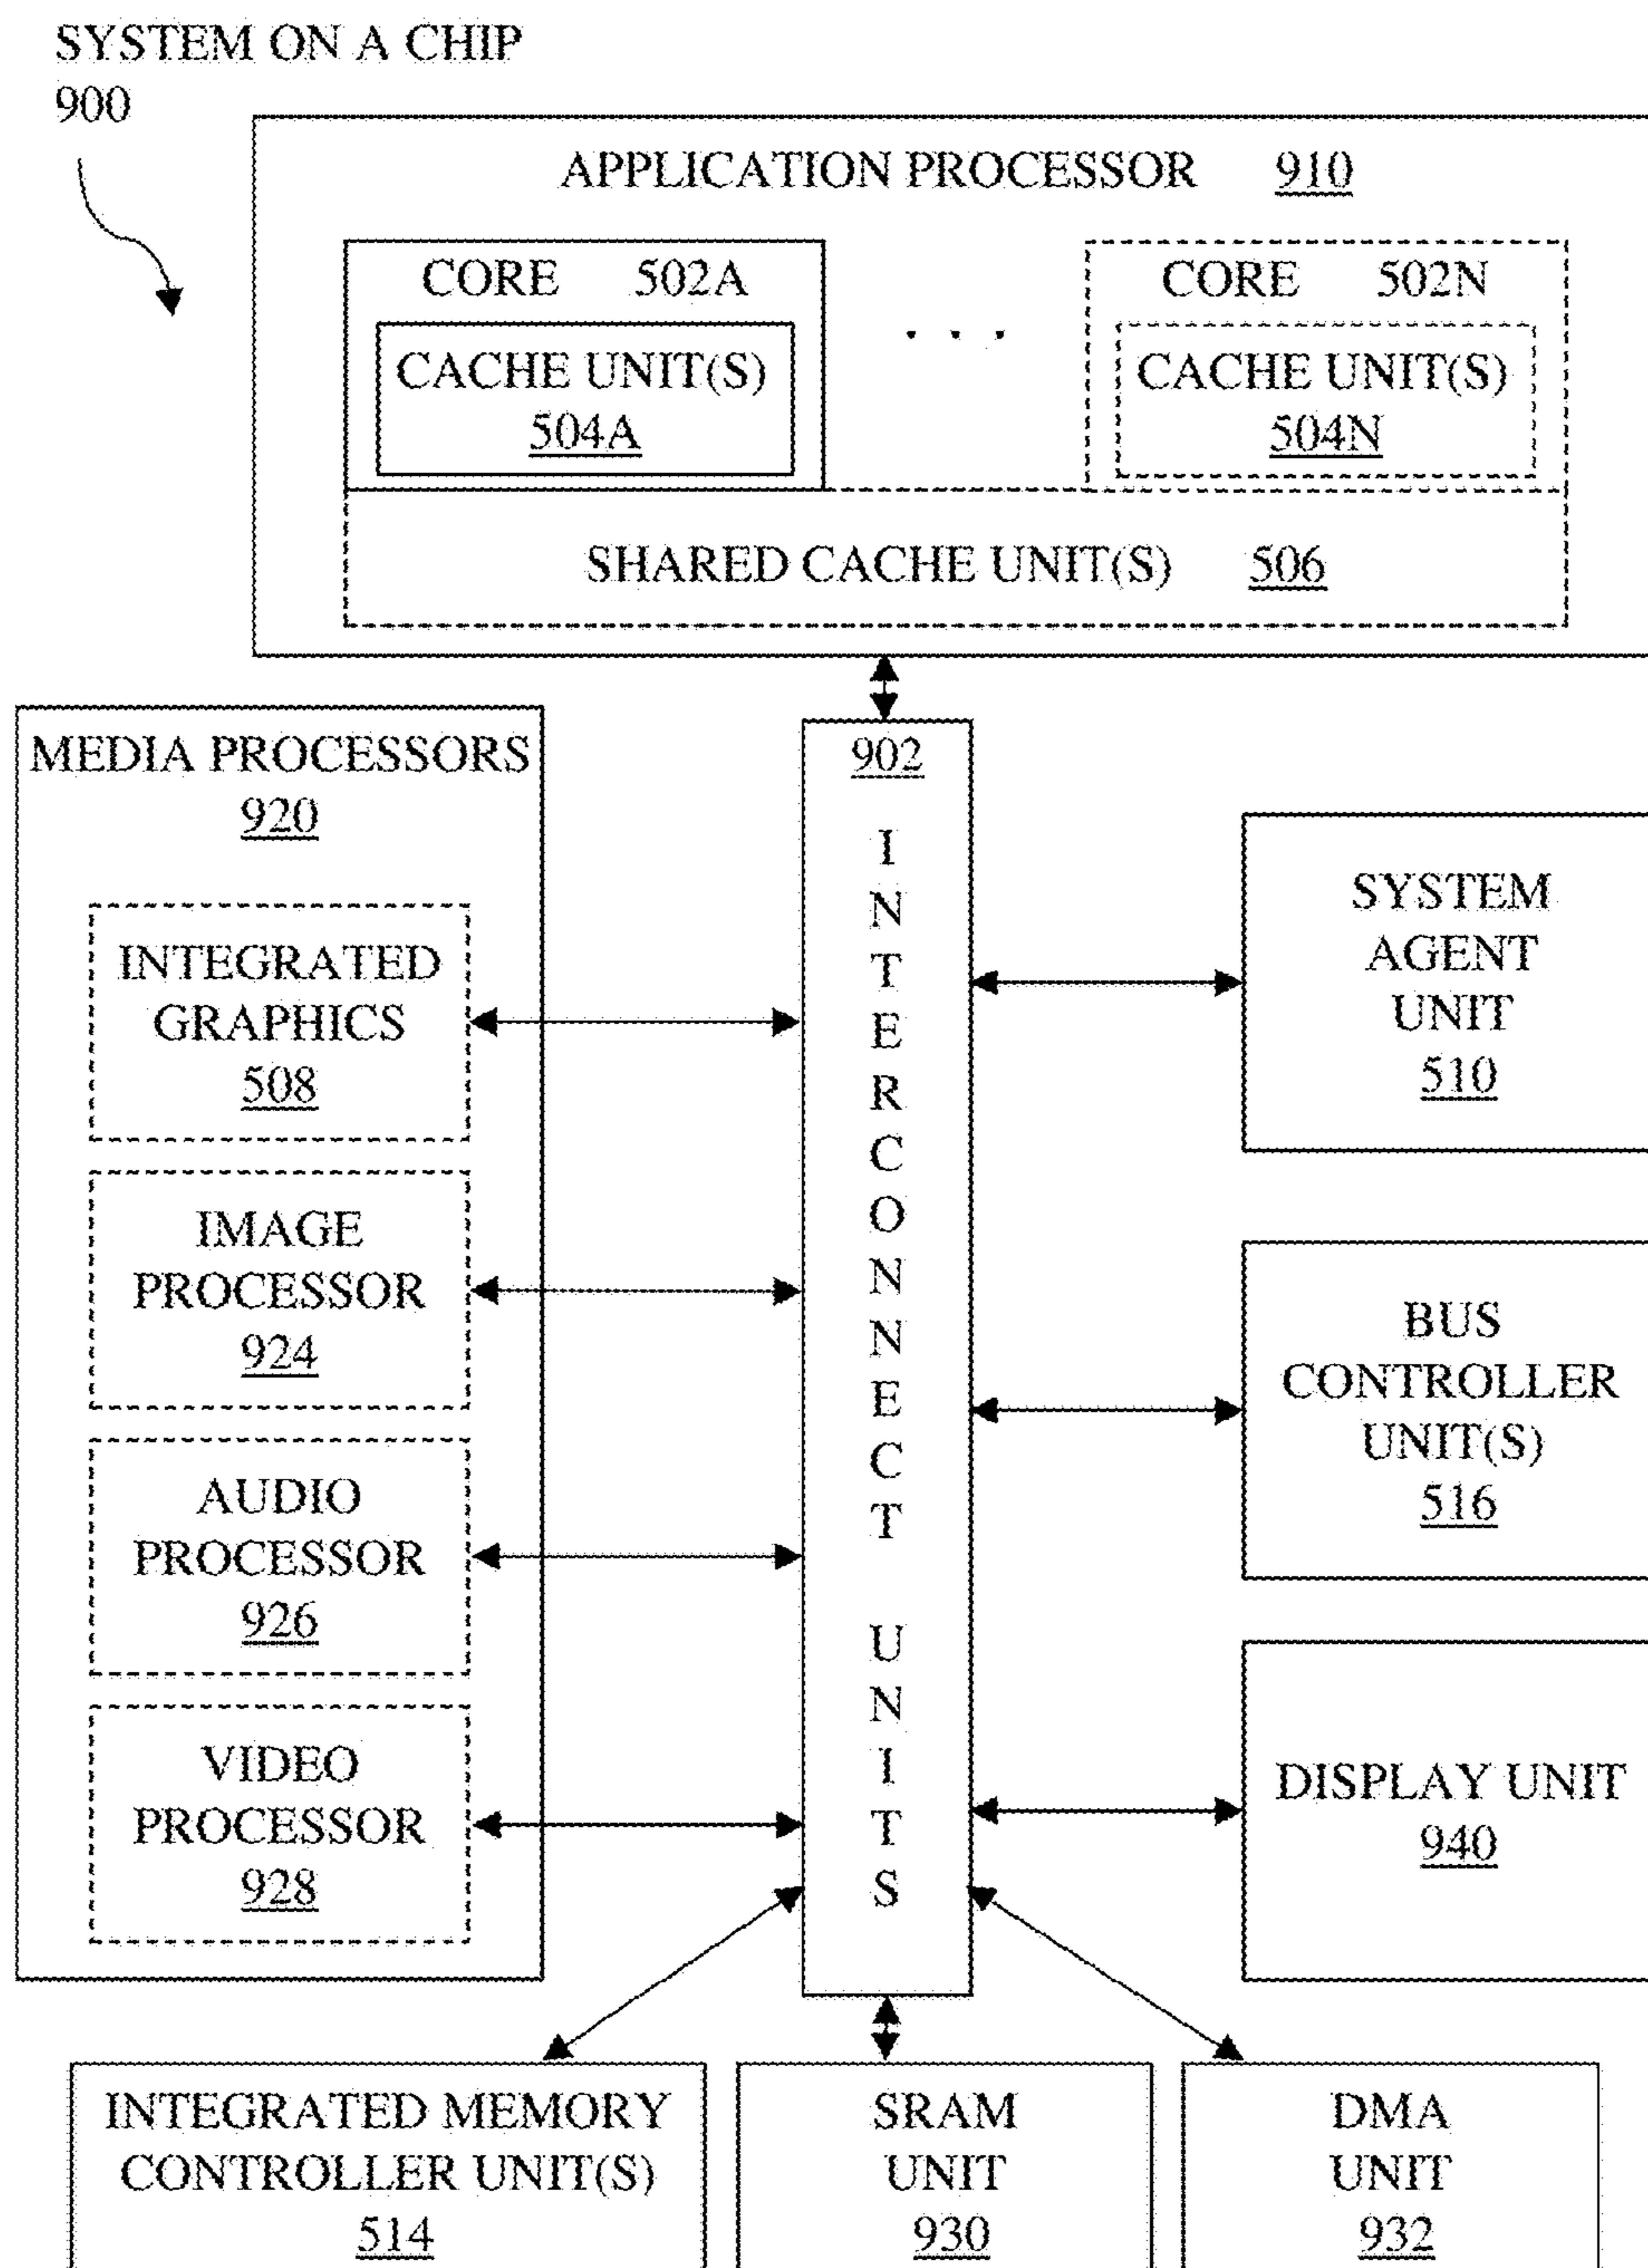 SYSTEM ON A CHIP
900
APPLICATION PROCESSOR 910
CORE 502A
CACHE UNIT(S)
504A
. . .
CORE 502N
CACHE UNIT(S)
504N
SHARED CACHE UNIT(S) 506
MEDIA PROCESSORS
920
INTEGRATED
GRAPHICS
508
IMAGE
PROCESSOR
924
AUDIO
PROCESSOR
926
VIDEO
PROCESSOR
928
902
INTERCONNECT UNITS
SYSTEM
AGENT
UNIT
510
BUS
CONTROLLER
UNIT(S)
516
DISPLAY UNIT
940
INTEGRATED MEMORY
CONTROLLER UNIT(S)
514
SRAM
UNIT
930
DMA
UNIT
932